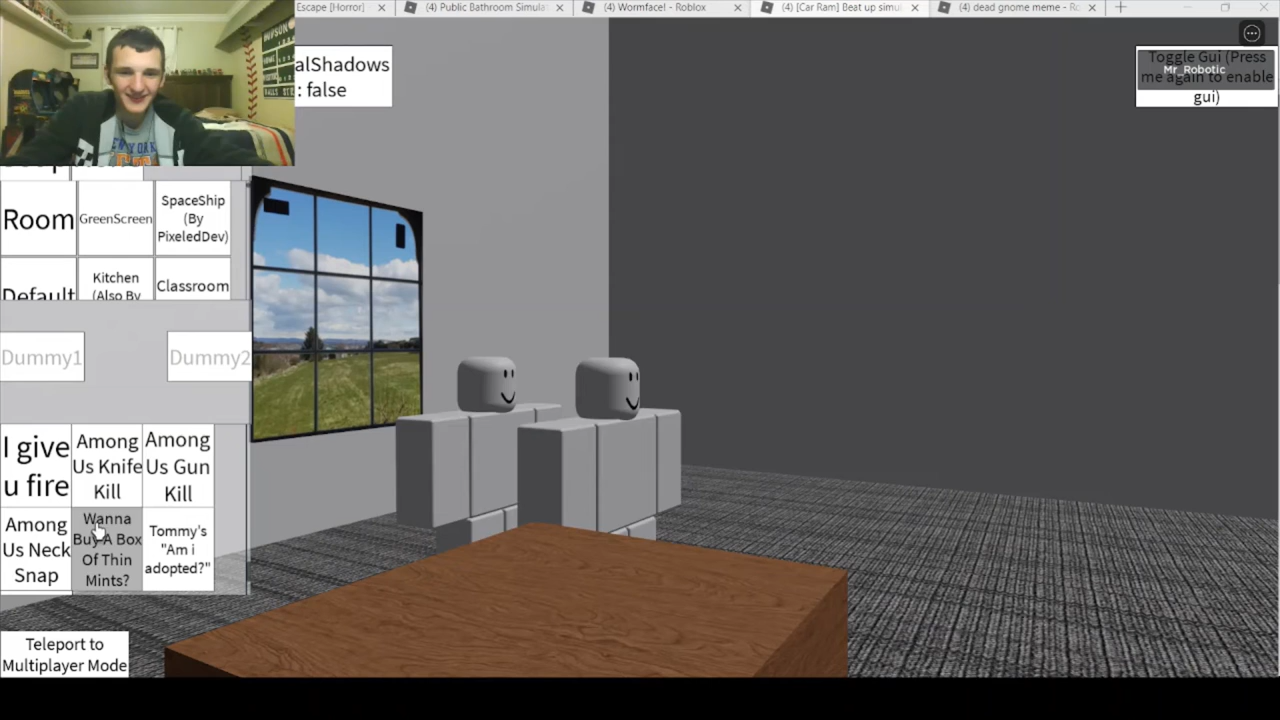 Escape [Horror]
(4) Public Bathroom Simulat
(4) Wormface! - Roblox
(4) [Car Ram] Beat up simul
(4) dead gnome meme - Ro
alShadows
: false
Toggle Gui (Press
me again to enable
gui)
Mr_Robotic
Room
GreenScreen
SpaceShip
(By
PixeledDev)
Default
Kitchen
(Also By
Classroom
Dummy1
Dummy2
I give
u fire
Among
Us Knife
Kill
Among
Us Gun
Kill
Among
Us Neck
Snap
Wanna
Buy A Box
Of Thin
Mints?
Tommy's
"Am i
adopted?"
Teleport to
Multiplayer Mode
NEW YORK